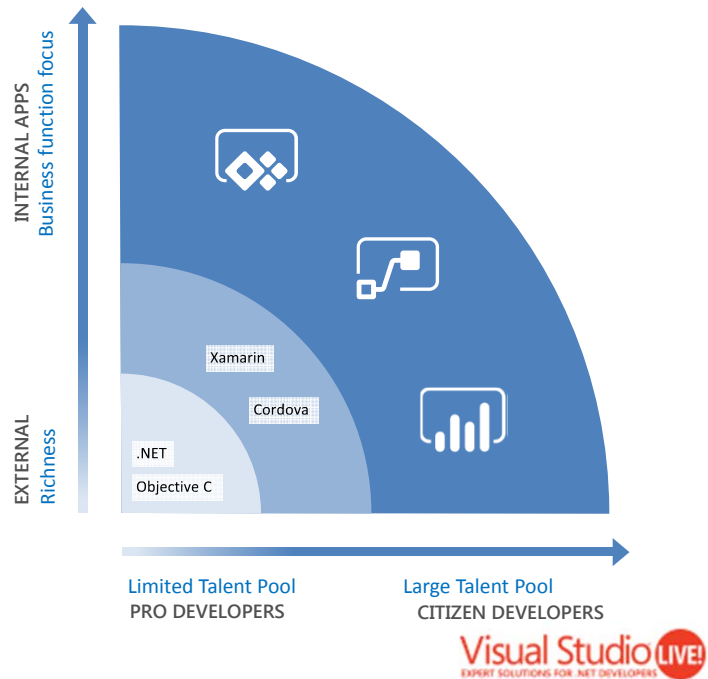 INTERNAL APPS
Business function focus
EXTERNAL
Richness
Xamarin
Cordova
.NET
Objective C
Limited Talent Pool
Large Talent Pool
PRO DEVELOPERS
CITIZEN DEVELOPERS
Visual Studio LIVE!
EXPERT SOLUTIONS FOR .NET DEVELOPERS